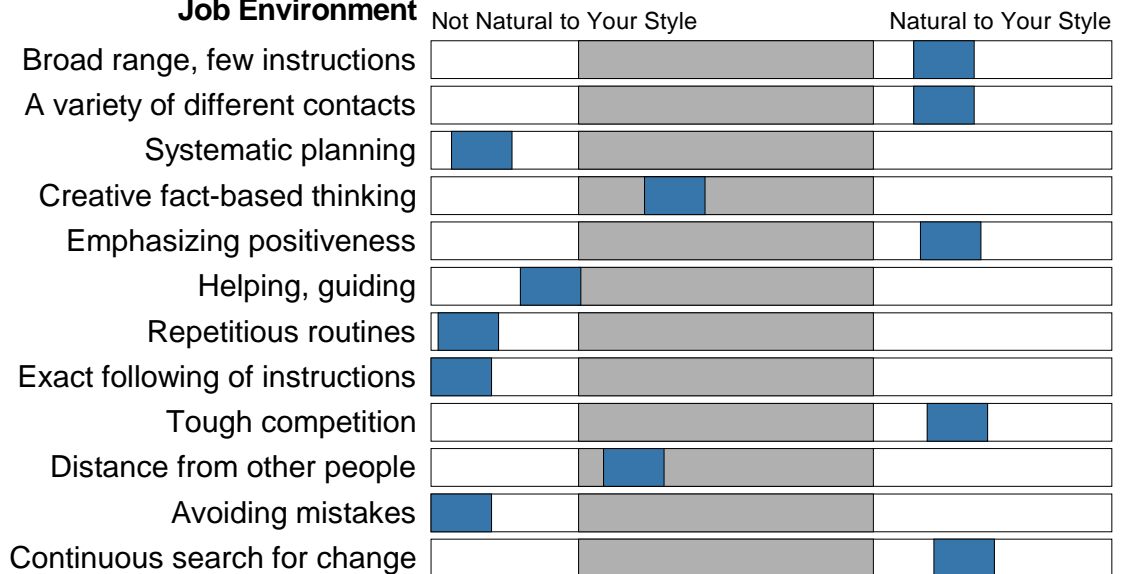 Job Environment Not Natural to Your Style Natural to Your Style
Broad range, few instructions
A variety of different contacts
Systematic planning
Creative fact-based thinking
Emphasizing positiveness
Helping, guiding
Repetitious routines
Exact following of instructions
Tough competition
Distance from other people
Avoiding mistakes
Continuous search for change